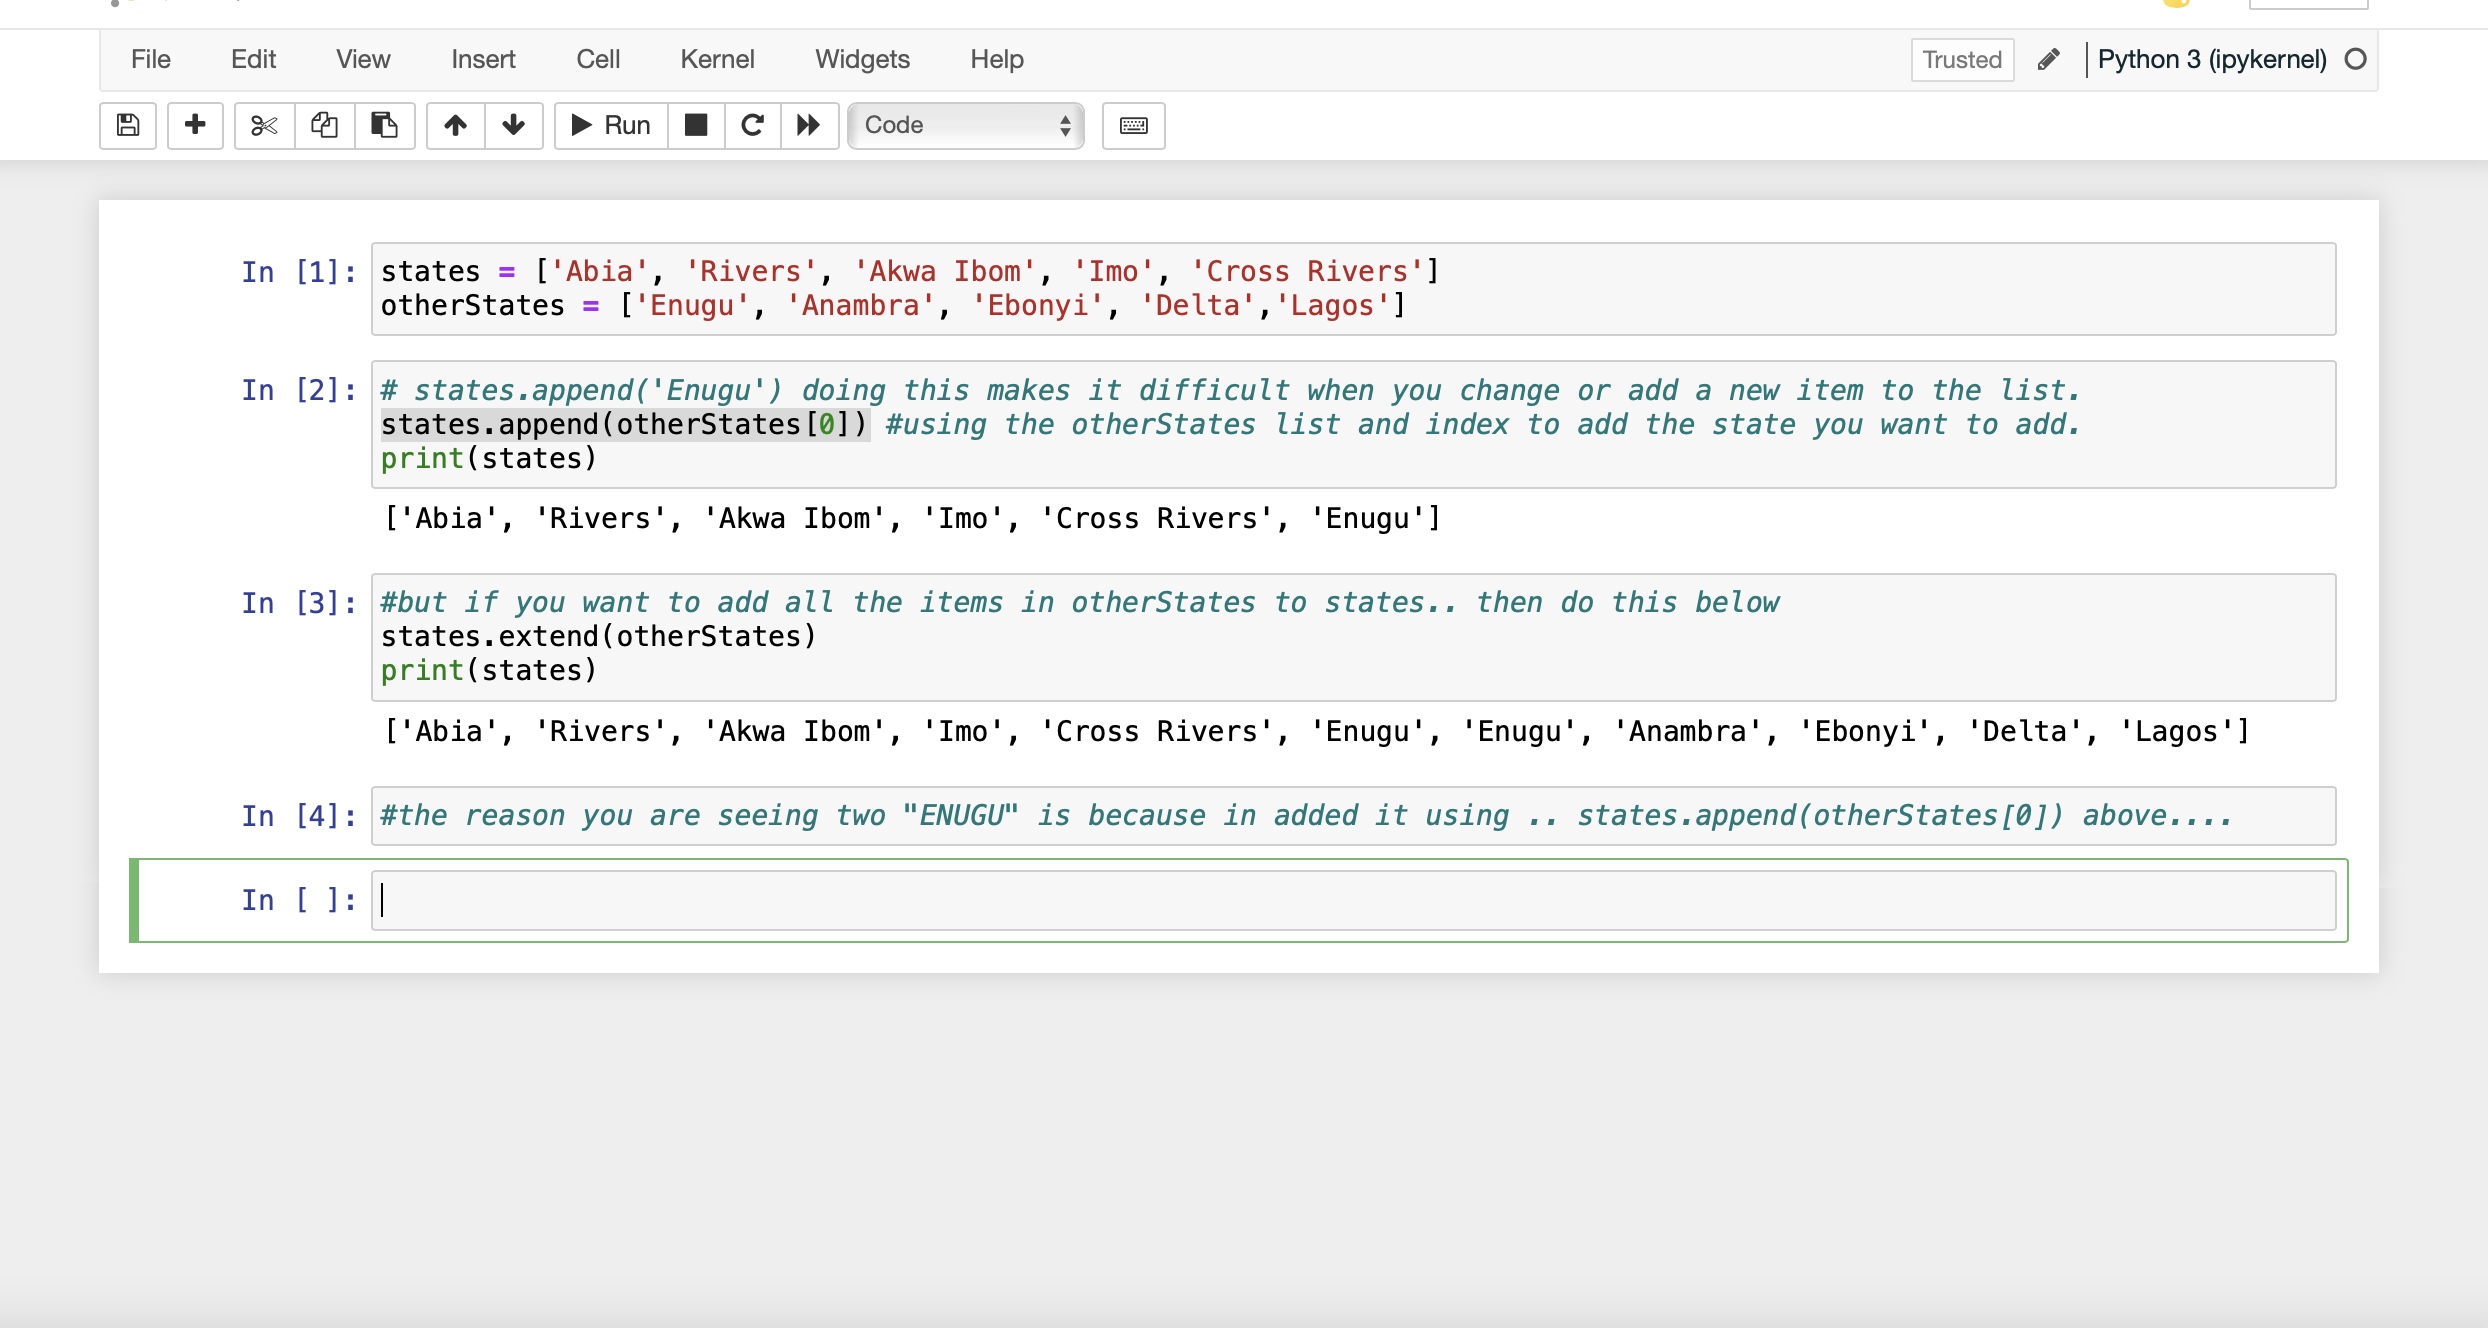 File Edit View Insert Cell Kernel Widgets Help Trusted Python 3 (ipykernel)
Run Code
In [1]: states = ['Abia', 'Rivers', 'Akwa Ibom', 'Imo', 'Cross Rivers']
otherStates = ['Enugu', 'Anambra', 'Ebonyi', 'Delta','Lagos']
In [2]: # states.append('Enugu') doing this makes it difficult when you change or add a new item to the list.
states.append(otherStates[0]) #using the otherStates list and index to add the state you want to add.
print(states)
['Abia', 'Rivers', 'Akwa Ibom', 'Imo', 'Cross Rivers', 'Enugu']
In [3]: #but if you want to add all the items in otherStates to states.. then do this below
states.extend(otherStates)
print(states)
['Abia', 'Rivers', 'Akwa Ibom', 'Imo', 'Cross Rivers', 'Enugu', 'Enugu', 'Anambra', 'Ebonyi', 'Delta', 'Lagos']
In [4]: #the reason you are seeing two "ENUGU" is because in added it using .. states.append(otherStates[0]) above....
In [ ]: